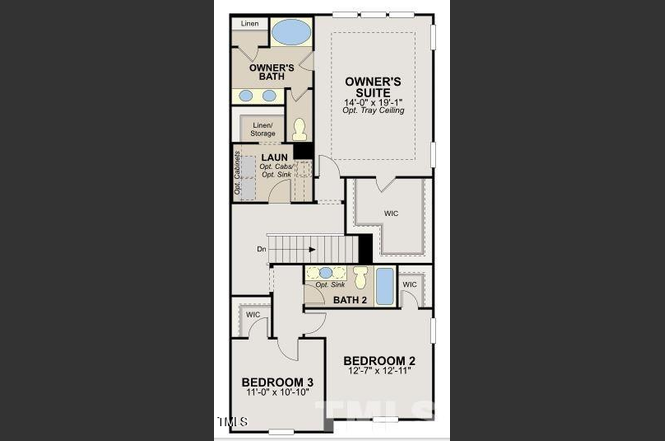 Linen
OWNER'S
BATH
OWNER'S
SUITE
14'-0" x 19'-1"
Opt. Tray Ceiling
Linen/
Storage
LAUN
Opt. Cabs/
Opt. Sink
Opt. Cabinets
WIC
Dn
Opt. Sink
BATH 2
WIC
WIC
BEDROOM 2
12'-7" x 12'-11"
BEDROOM 3
11'-0" x 10'-10"
TMLS
TMLS